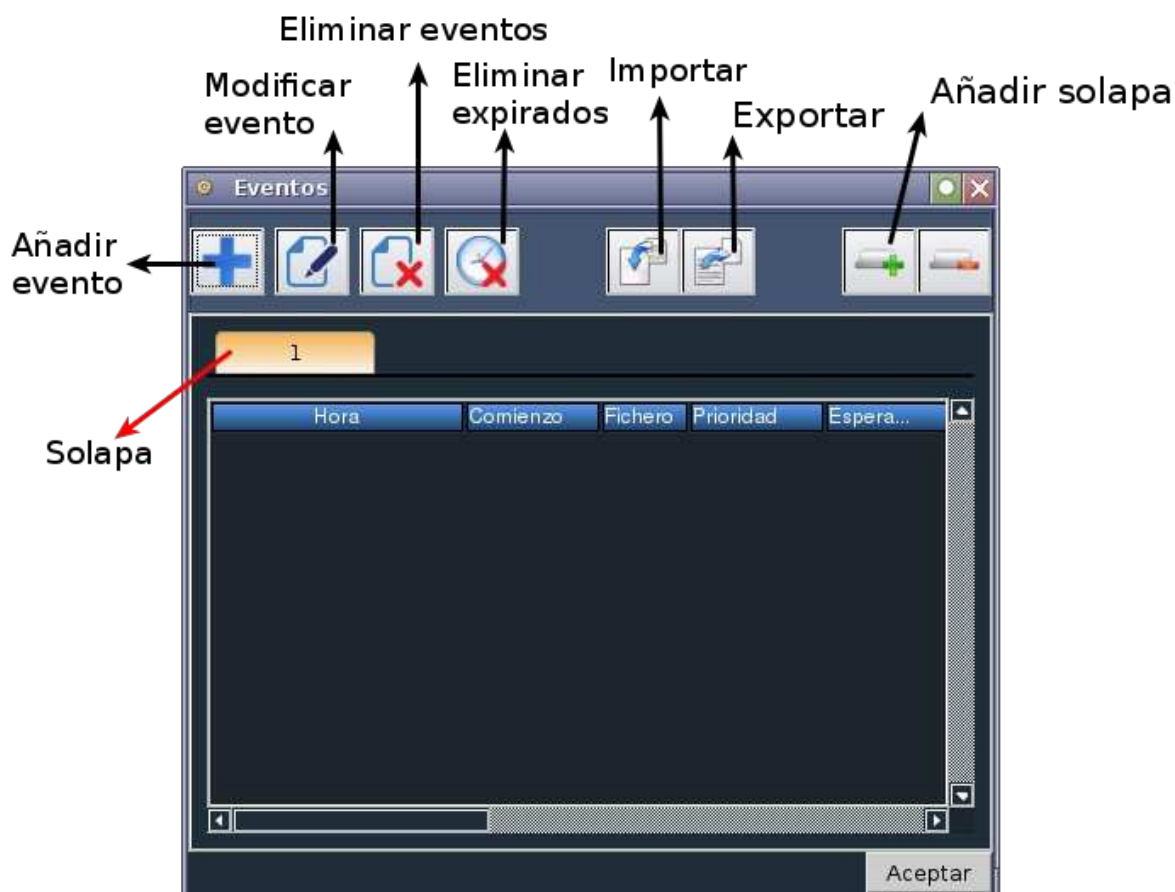 Eliminar eventos
Modificar
evento
Eliminar
expirados
Importar
Exportar
Añadir solapa
Eventos
Añadir
evento
1
Solapa
Hora Comienzo Fichero Prioridad Espera...
Aceptar